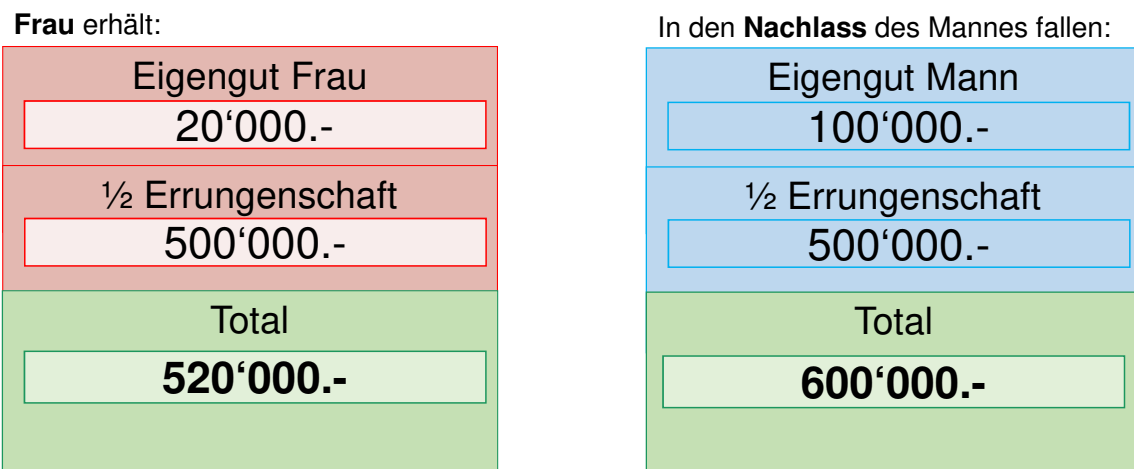 Frau erhält:
Eigengut Frau
20‘000.-
½ Errungenschaft
500‘000.-
Total
520‘000.-
In den Nachlass des Mannes fallen:
Eigengut Mann
100‘000.-
½ Errungenschaft
500‘000.-
Total
600‘000.-